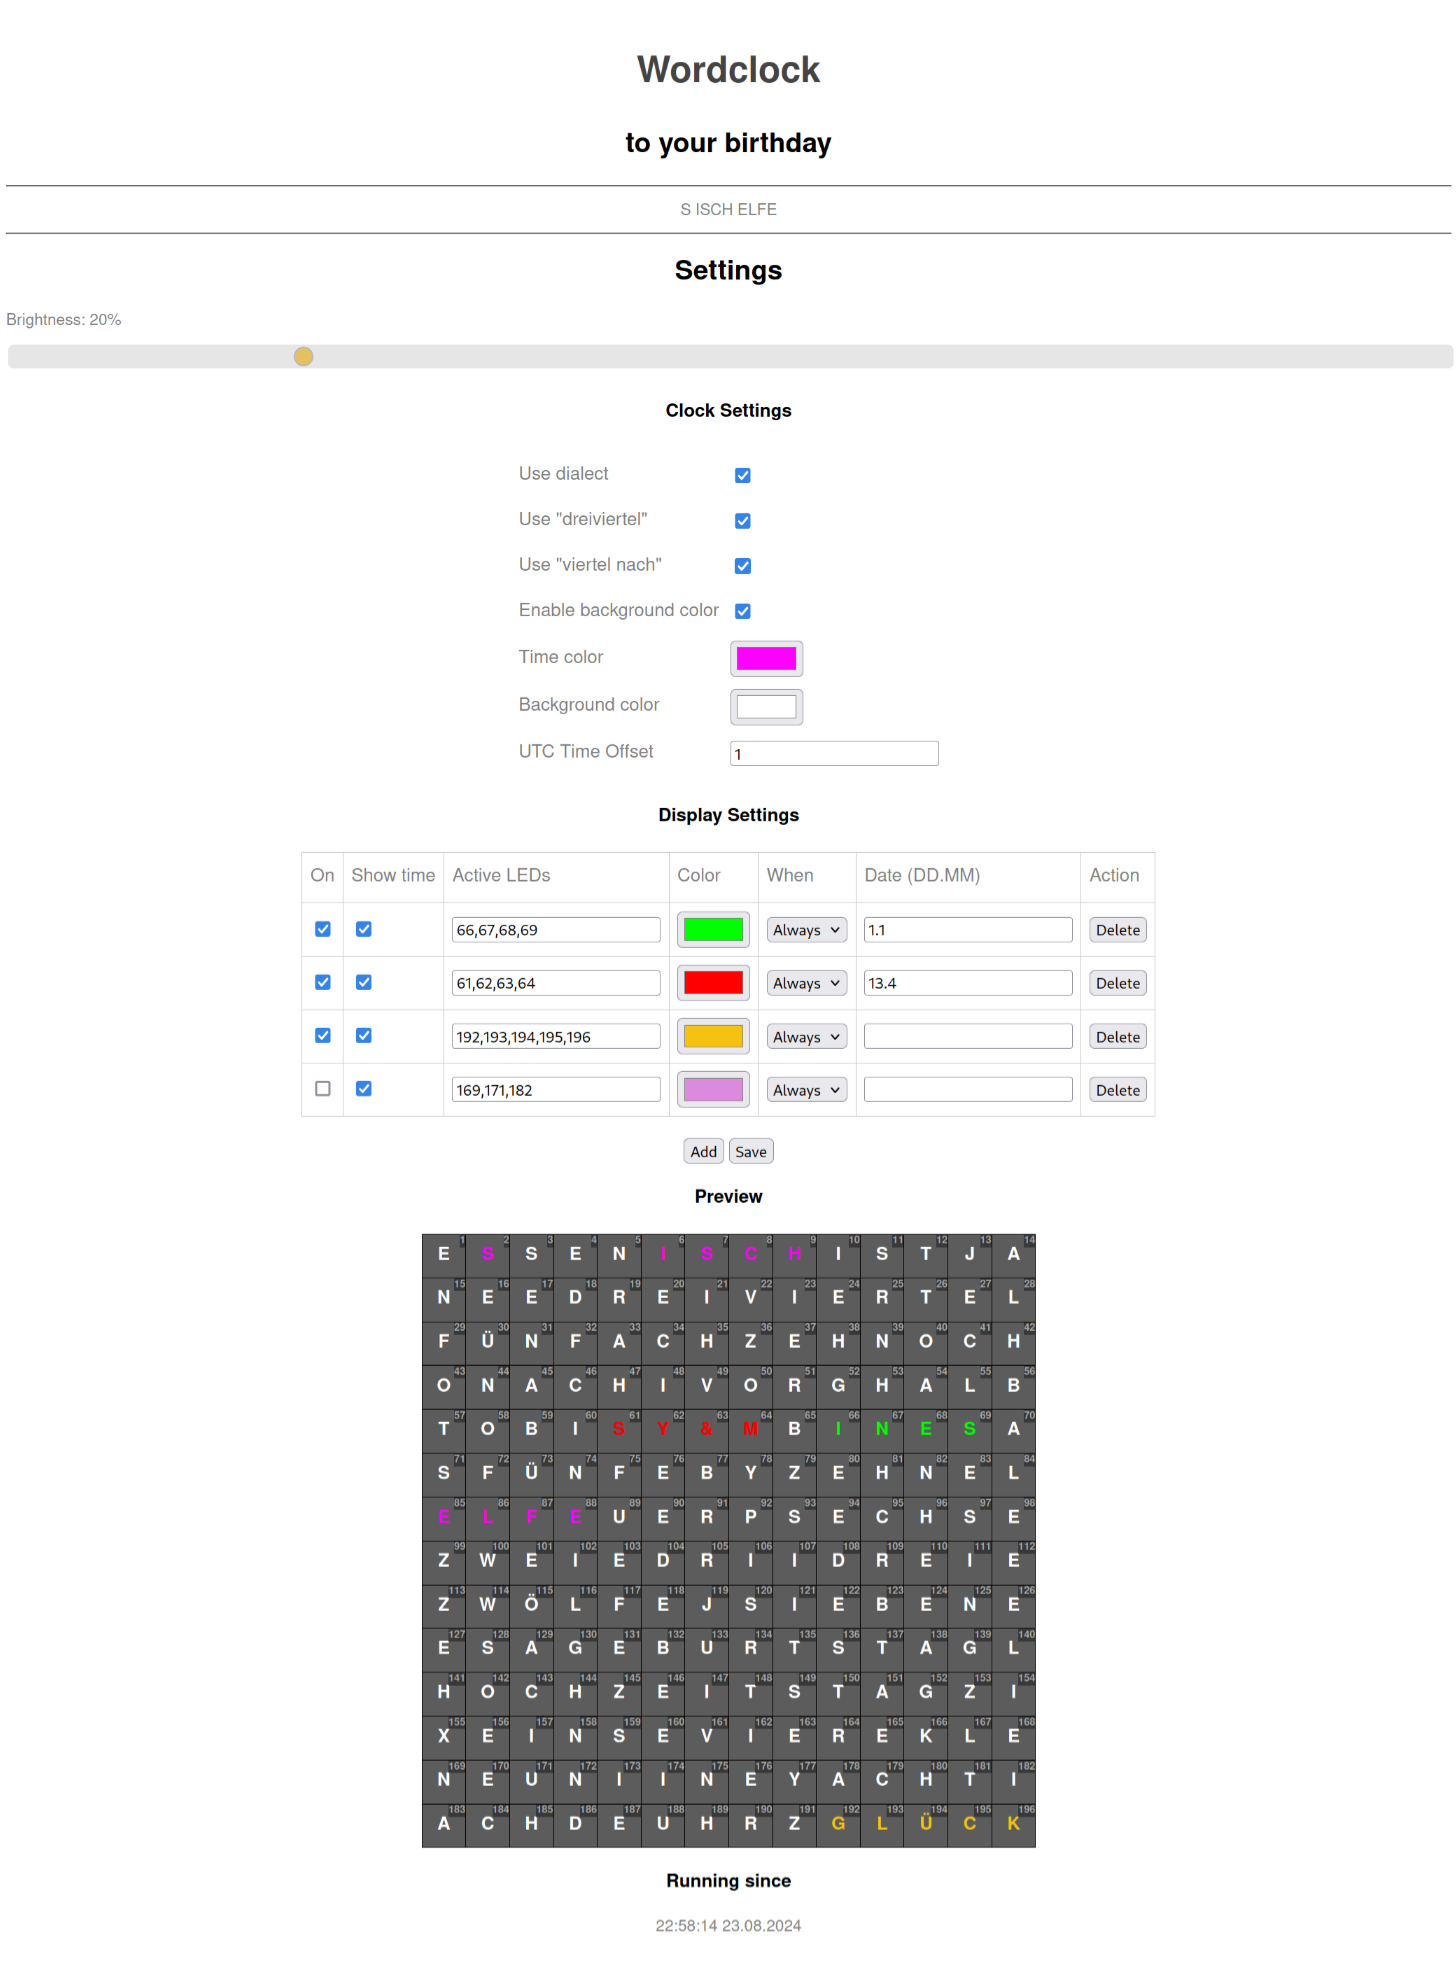 Wordclock
to your birthday
S ISCH ELFE
Settings
Brightness: 20%
Clock Settings
Use dialect
Use "dreiviertel"
Use "viertel nach"
Enable background color
Time color
Background color
UTC Time Offset 1
Display Settings
On Show time Active LEDs Color When Date (DD.MM) Action
66,67,68,69 Always 1.1 Delete
61,62,63,64 Always 13.4 Delete
192,193,194,195,196 Always Delete
169,171,182 Always Delete
Add Save
Preview
1 2 3 4 5 6 7 8 9 10 11 12 13 14
E S S E N I S C H I S T J A
15 16 17 18 19 20 21 22 23 24 25 26 27 28
N E E D R E I V I E R T E L
29 30 31 32 33 34 35 36 37 38 39 40 41 42
F Ü N F A C H Z E H N O C H
43 44 45 46 47 48 49 50 51 52 53 54 55 56
O N A C H I V O R G H A L B
57 58 59 60 61 62 63 64 65 66 67 68 69 70
T O B I S Y & M B I N E S A
71 72 73 74 75 76 77 78 79 80 81 82 83 84
S F Ü N F E B Y Z E H N E L
85 86 87 88 89 90 91 92 93 94 95 96 97 98
E L F E U E R P S E C H S E
99 100 101 102 103 104 105 106 107 108 109 110 111 112
Z W E I E D R I I D R E I E
113 114 115 116 117 118 119 120 121 122 123 124 125 126
Z W Ö L F E J S I E B E N E
127 128 129 130 131 132 133 134 135 136 137 138 139 140
E S A G E B U R T S T A G L
141 142 143 144 145 146 147 148 149 150 151 152 153 154
H O C H Z E I T S T A G Z I
155 156 157 158 159 160 161 162 163 164 165 166 167 168
X E I N S E V I E R E K L E
169 170 171 172 173 174 175 176 177 178 179 180 181 182
N E U N I I N E Y A C H T I
183 184 185 186 187 188 189 190 191 192 193 194 195 196
A C H D E U H R Z G L Ü C K
Running since
22:58:14 23.08.2024